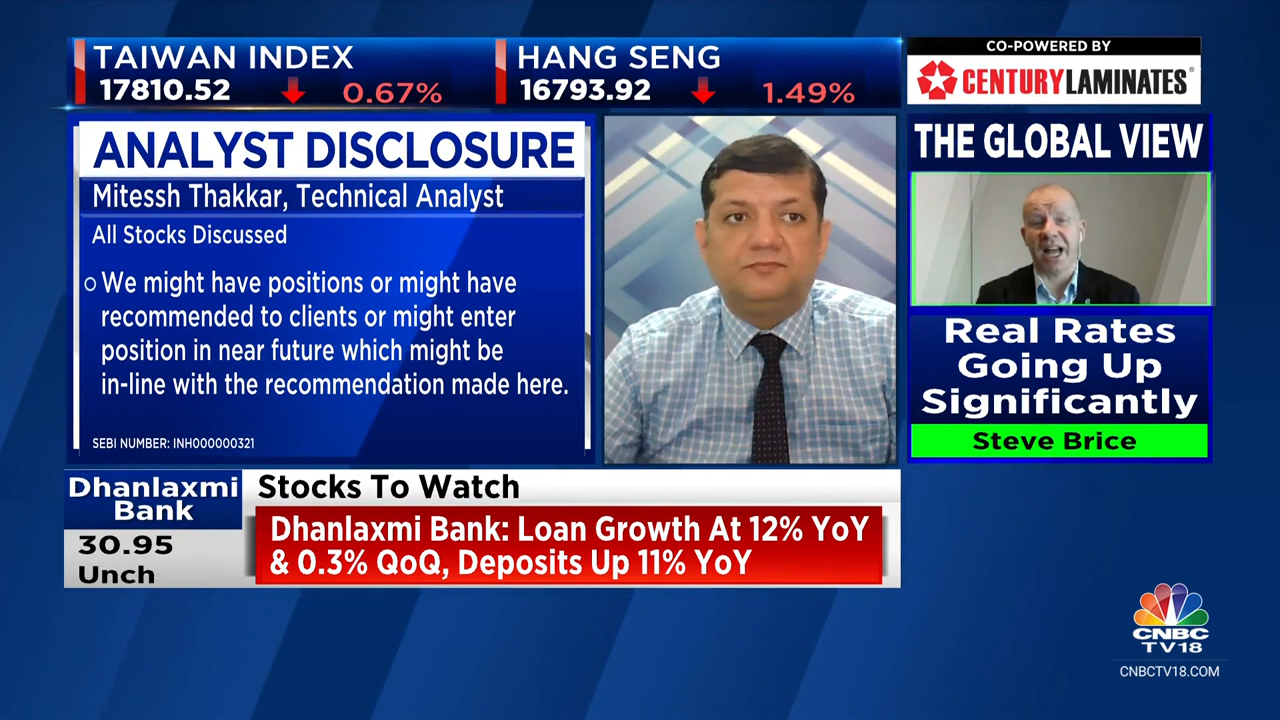 TAIWAN INDEX
17810.52 0.67%
HANG SENG
16793.92 1.49%
CO-POWERED BY
CENTURYLAMINATES®
ANALYST DISCLOSURE
Mitessh Thakkar, Technical Analyst
All Stocks Discussed
We might have positions or might have
recommended to clients or might enter
position in near future which might be
in-line with the recommendation made here.
SEBI NUMBER: INH000000321
THE GLOBAL VIEW
Real Rates
Going Up
Significantly
Steve Brice
Dhanlaxmi
Bank
30.95
Unch
Stocks To Watch
Dhanlaxmi Bank: Loan Growth At 12% YoY
& 0.3% QoQ, Deposits Up 11% YoY
CNBC
TV18
CNBCTV18.COM